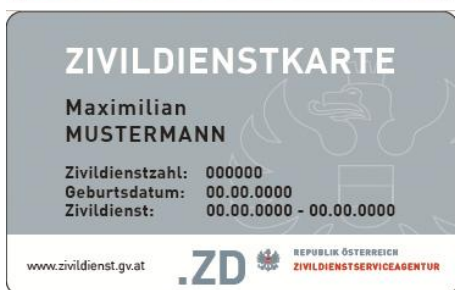 ZIVILDIENSTKARTE
Maximilian
MUSTERMANN
Zivildienstzahl: 000000
Geburtsdatum: 00.00.0000
Zivildienst: 00.00.0000 - 00.00.0000
www.zivildienst.gv.at
.ZD
REPUBLIK ÖSTERREICH
ZIVILDIENSTSERVICEAGENTUR